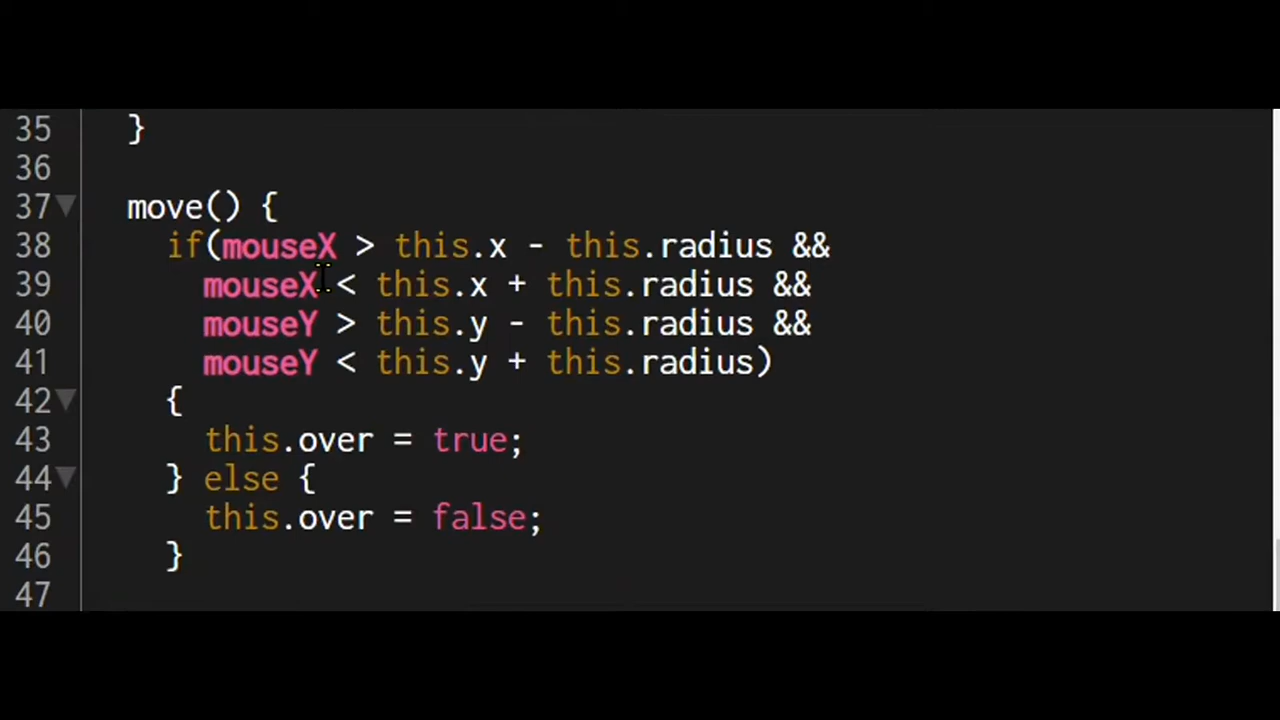 35 }
36
37 move() {
38 if(mouseX > this.x - this.radius &&
39 mouseX < this.x + this.radius &&
40 mouseY > this.y - this.radius &&
41 mouseY < this.y + this.radius)
42 {
43 this.over = true;
44 } else {
45 this.over = false;
46 }
47